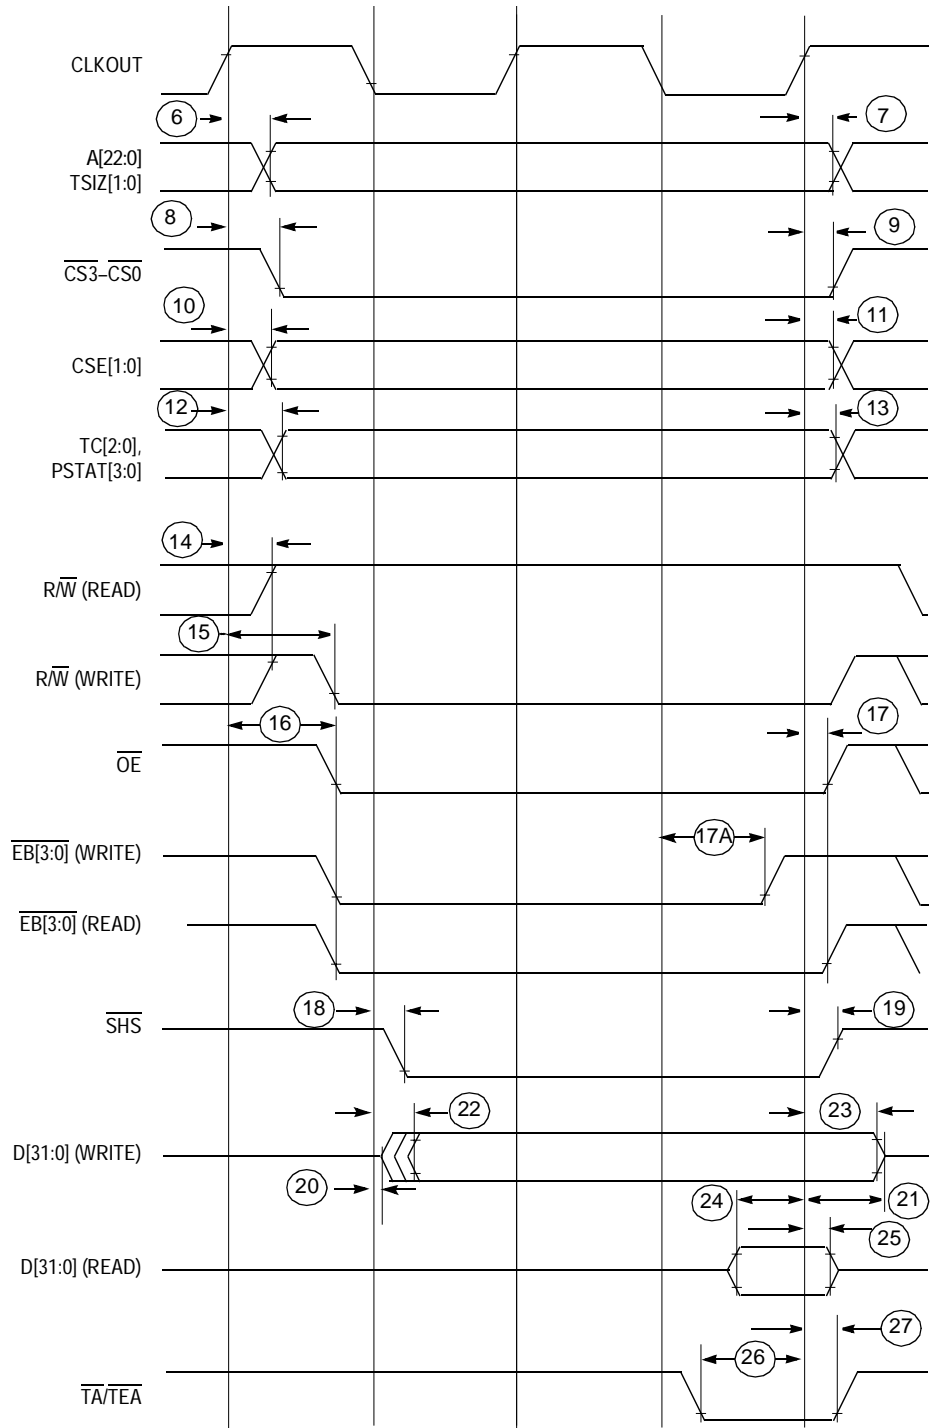 CLKOUT
6
7
A[22:0]
TSIZ[1:0]
8
9
CS3–CS0
10
11
CSE[1:0]
12
13
TC[2:0],
PSTAT[3:0]
14
R/W (READ)
15
R/W (WRITE)
16
17
OE
17A
EB[3:0] (WRITE)
EB[3:0] (READ)
18
19
SHS
22
23
D[31:0] (WRITE)
20
24
21
25
D[31:0] (READ)
27
26
TA/TEA